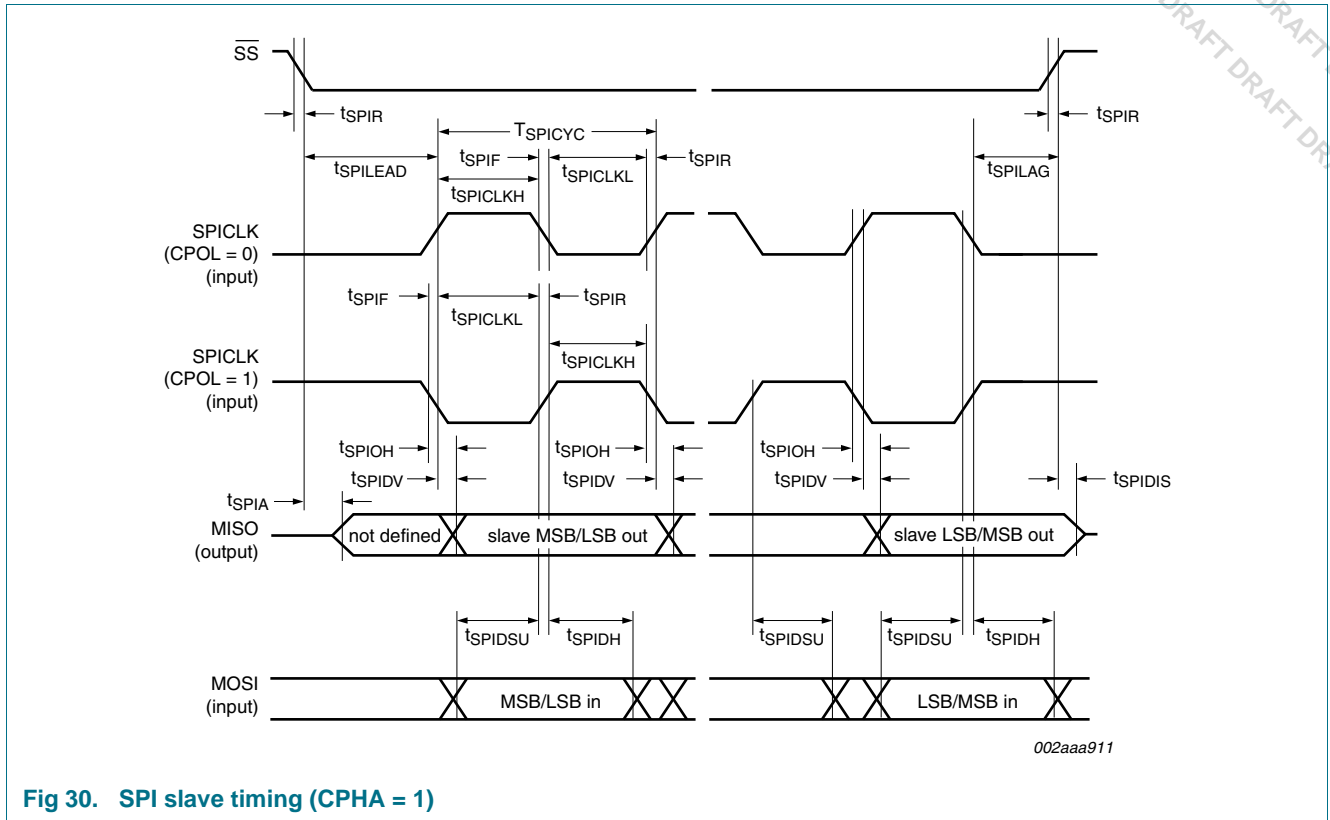 DRAFT DRAFT
DRAFT DRAFT DRA
SS
tSPIR
tSPIR
TSPICYC
tSPIF
tSPIR
tSPILEAD
tSPICLKL
tSPILAG
tSPICLKH
SPICLK
(CPOL = 0)
(input)
tSPIF
tSPIR
tSPICLKL
SPICLK
(CPOL = 1)
(input)
tSPICLKH
tSPIOH
tSPIOH
tSPIOH
tSPIDV
tSPIDV
tSPIDV
tSPIDIS
tSPIA
MISO
(output)
not defined
slave MSB/LSB out
slave LSB/MSB out
tSPIDSU
tSPIDH
tSPIDSU
tSPIDSU
tSPIDH
MOSI
(input)
MSB/LSB in
LSB/MSB in
002aaa911
Fig 30. SPI slave timing (CPHA = 1)